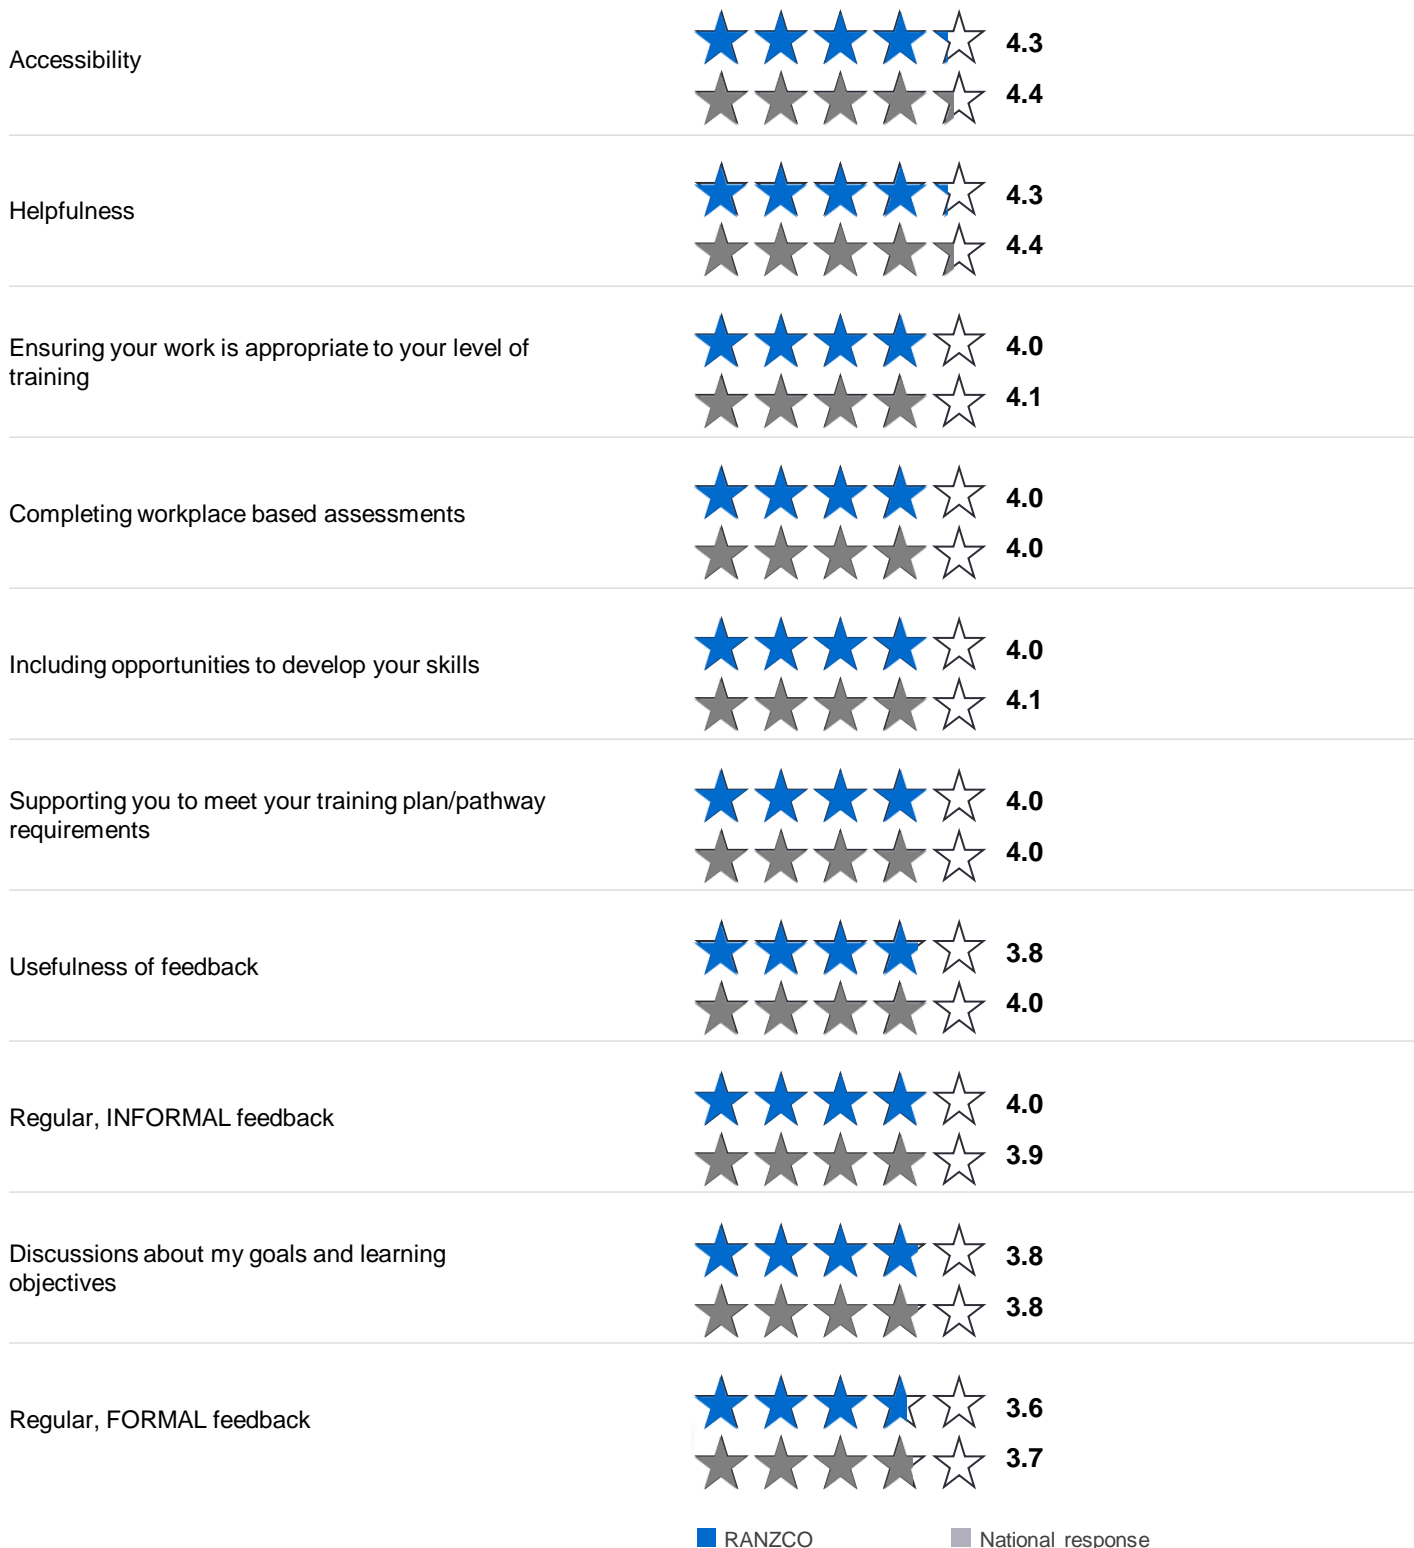 Accessibility
4.3
4.4
Helpfulness
4.3
4.4
Ensuring your work is appropriate to your level of
training
4.0
4.1
Completing workplace based assessments
4.0
4.0
Including opportunities to develop your skills
4.0
4.1
Supporting you to meet your training plan/pathway
requirements
4.0
4.0
Usefulness of feedback
3.8
4.0
Regular, INFORMAL feedback
4.0
3.9
Discussions about my goals and learning
objectives
3.8
3.8
Regular, FORMAL feedback
3.6
3.7
RANZCO
National response